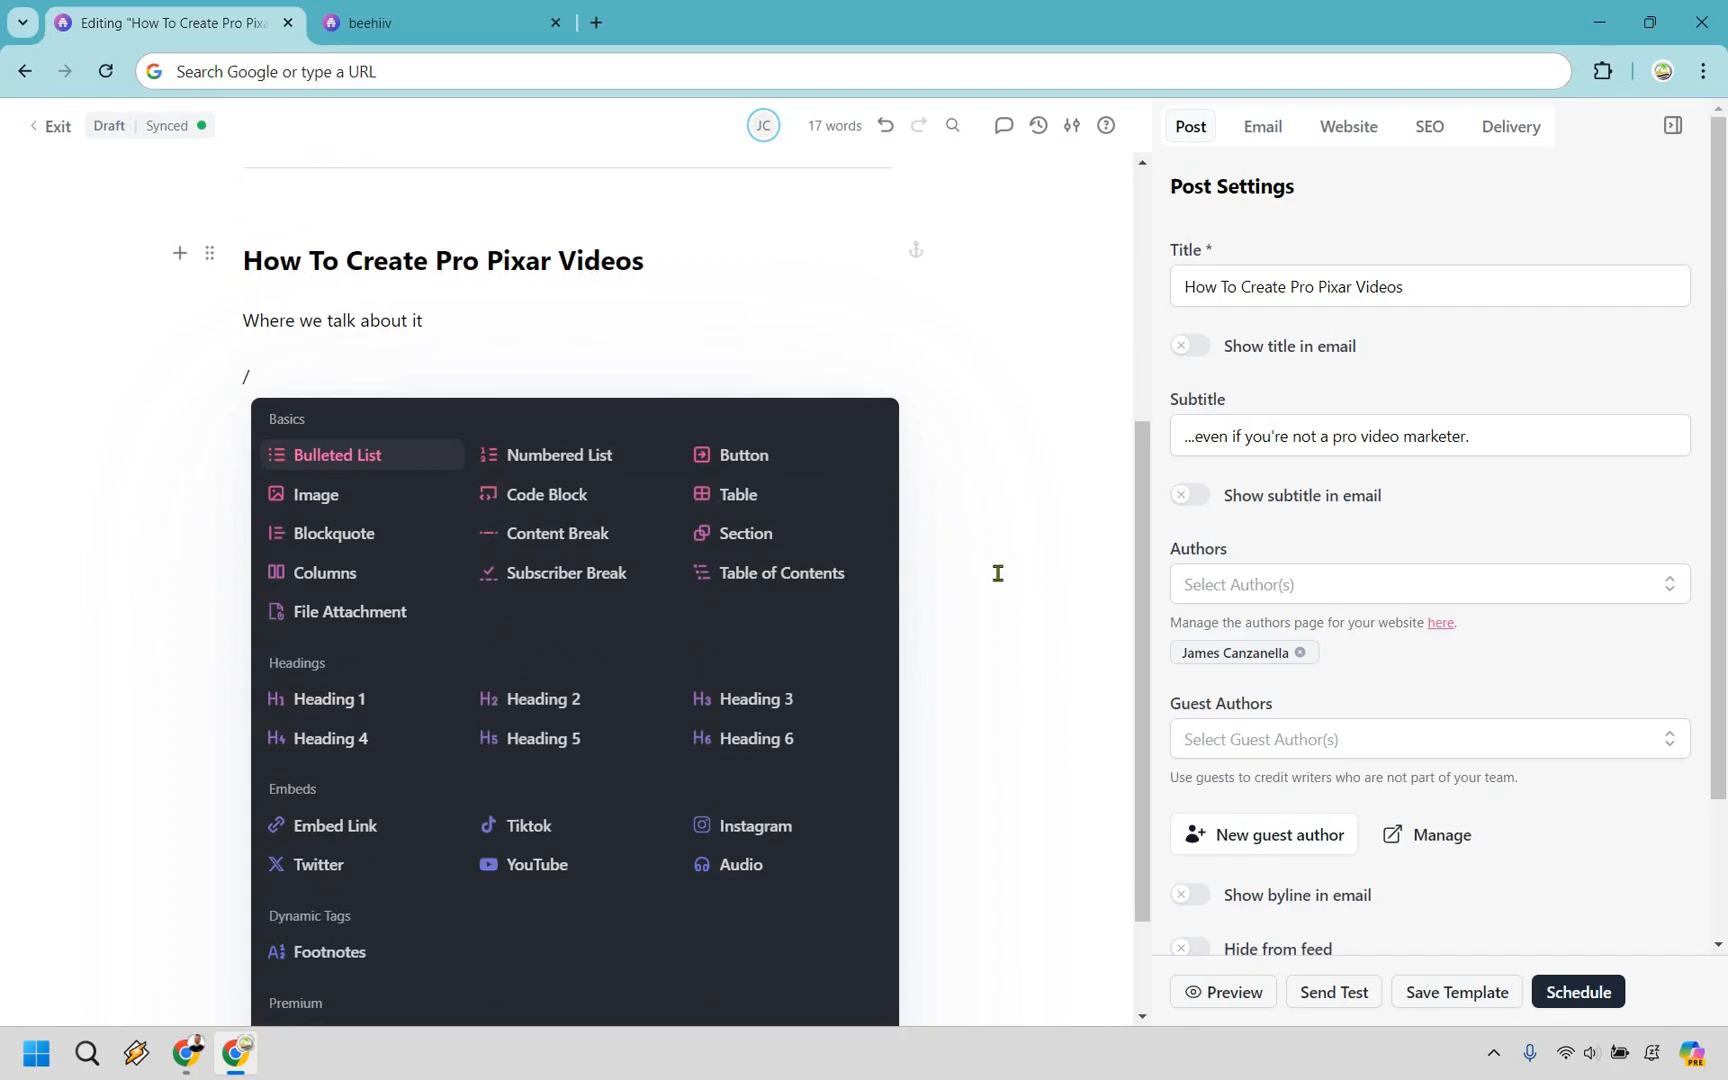 Editing "How To Create Pro Pixa
beehiiv
Search Google or type a URL
Exit
Draft
Synced
JC
17 words
Post
Email
Website
SEO
Delivery
Post Settings
How To Create Pro Pixar Videos
Where we talk about it
/
Basics
Bulleted List
Numbered List
Button
Image
Code Block
Table
Blockquote
Content Break
Section
Columns
Subscriber Break
Table of Contents
File Attachment
Headings
H1 Heading 1
H2 Heading 2
H3 Heading 3
H4 Heading 4
H5 Heading 5
H6 Heading 6
Embeds
Embed Link
Tiktok
Instagram
Twitter
YouTube
Audio
Dynamic Tags
Footnotes
Premium
Title *
How To Create Pro Pixar Videos
Show title in email
Subtitle
...even if you're not a pro video marketer.
Show subtitle in email
Authors
Select Author(s)
Manage the authors page for your website here.
James Canzanella
Guest Authors
Select Guest Author(s)
Use guests to credit writers who are not part of your team.
New guest author
Manage
Show byline in email
Hide from feed
Preview
Send Test
Save Template
Schedule
PRE